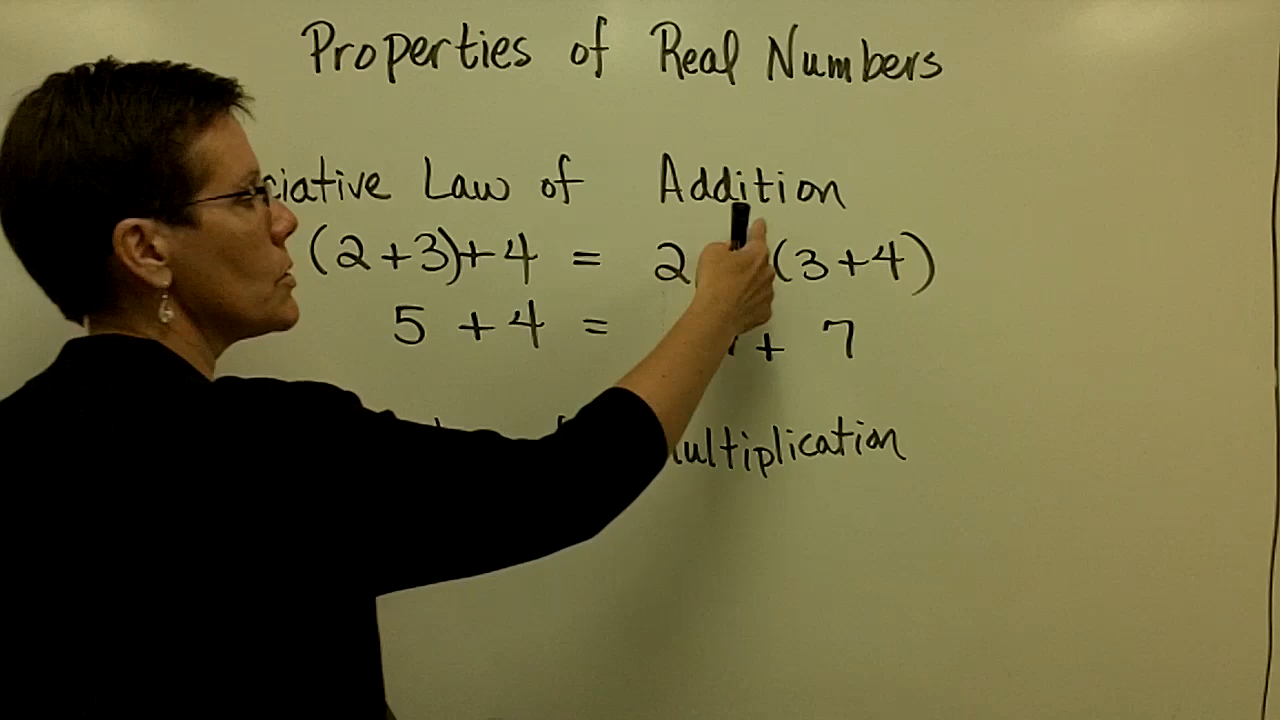 Properties of Real Numbers
ciative Law of Addition
(2+3)+4 = 2 (3+4)
5 + 4 = + 7
ultiplication